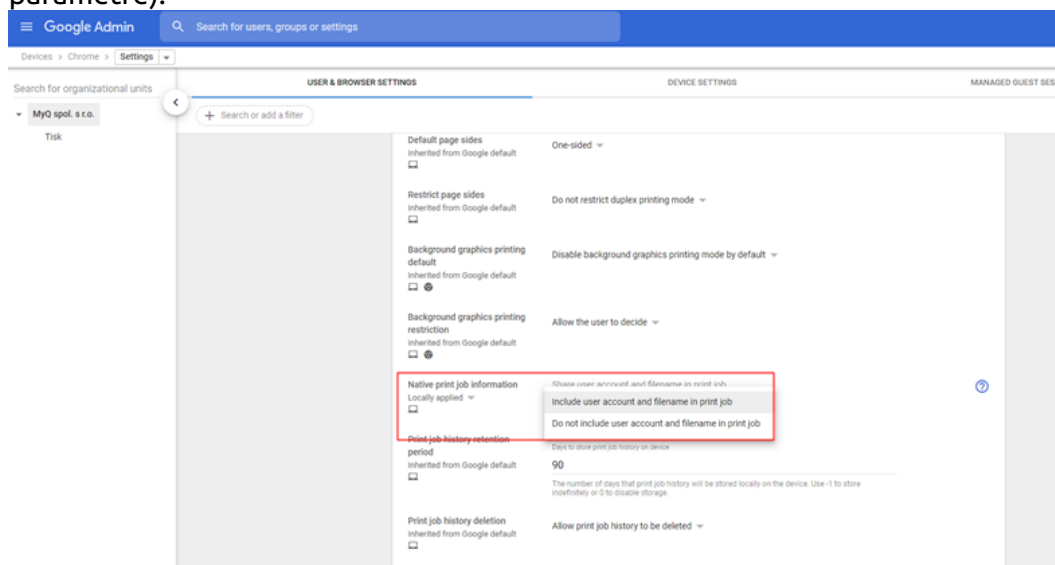 parametre).
Google Admin
Search for users, groups or settings
Devices > Chrome > Settings
Search for organizational units
MyQ spol. s r.o.
Tisk
USER & BROWSER SETTINGS
DEVICE SETTINGS
MANAGED GUEST SES
+ Search or add a filter
Default page sides
Inherited from Google default
One-sided
Restrict page sides
Inherited from Google default
Do not restrict duplex printing mode
Background graphics printing
default
Inherited from Google default
Disable background graphics printing mode by default
Background graphics printing
restriction
Inherited from Google default
Allow the user to decide
Native print job information
Locally applied
Share user account and filename in print job
Include user account and filename in print job
Do not include user account and filename in print job
Print job history retention
period
Inherited from Google default
Days to store print job history on device
90
The number of days that print job history will be stored locally on the device. Use -1 to store
indefinitely or 0 to disable storage.
Print job history deletion
Inherited from Google default
Allow print job history to be deleted